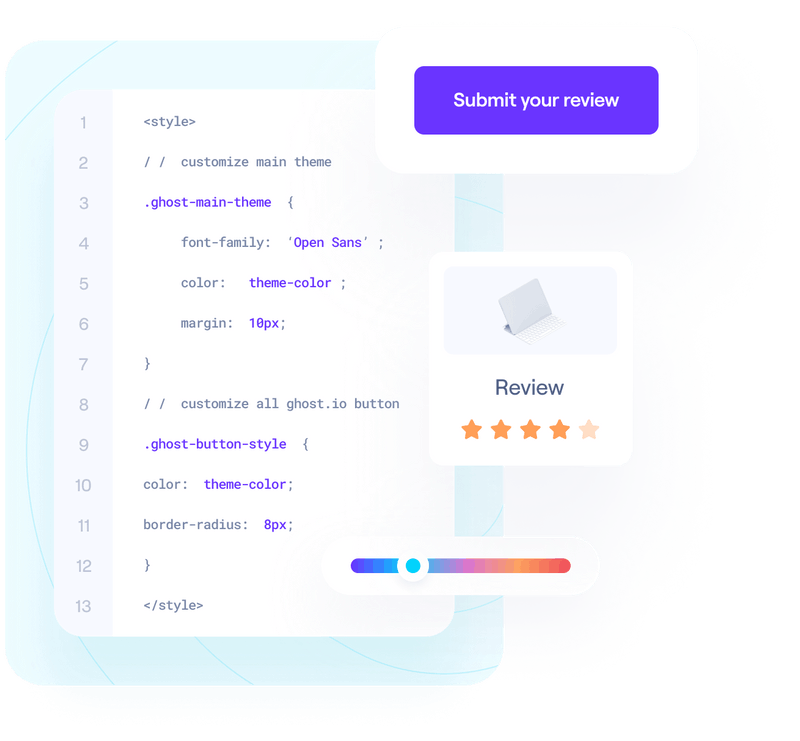 Submit your review
1 <style>
2 / / customize main theme
3 .ghost-main-theme {
4 font-family: ‘Open Sans’ ;
5 color: theme-color ;
6 margin: 10px;
7 }
8 / / customize all ghost.io button
9 .ghost-button-style {
10 color: theme-color;
11 border-radius: 8px;
12 }
13 </style>
Review